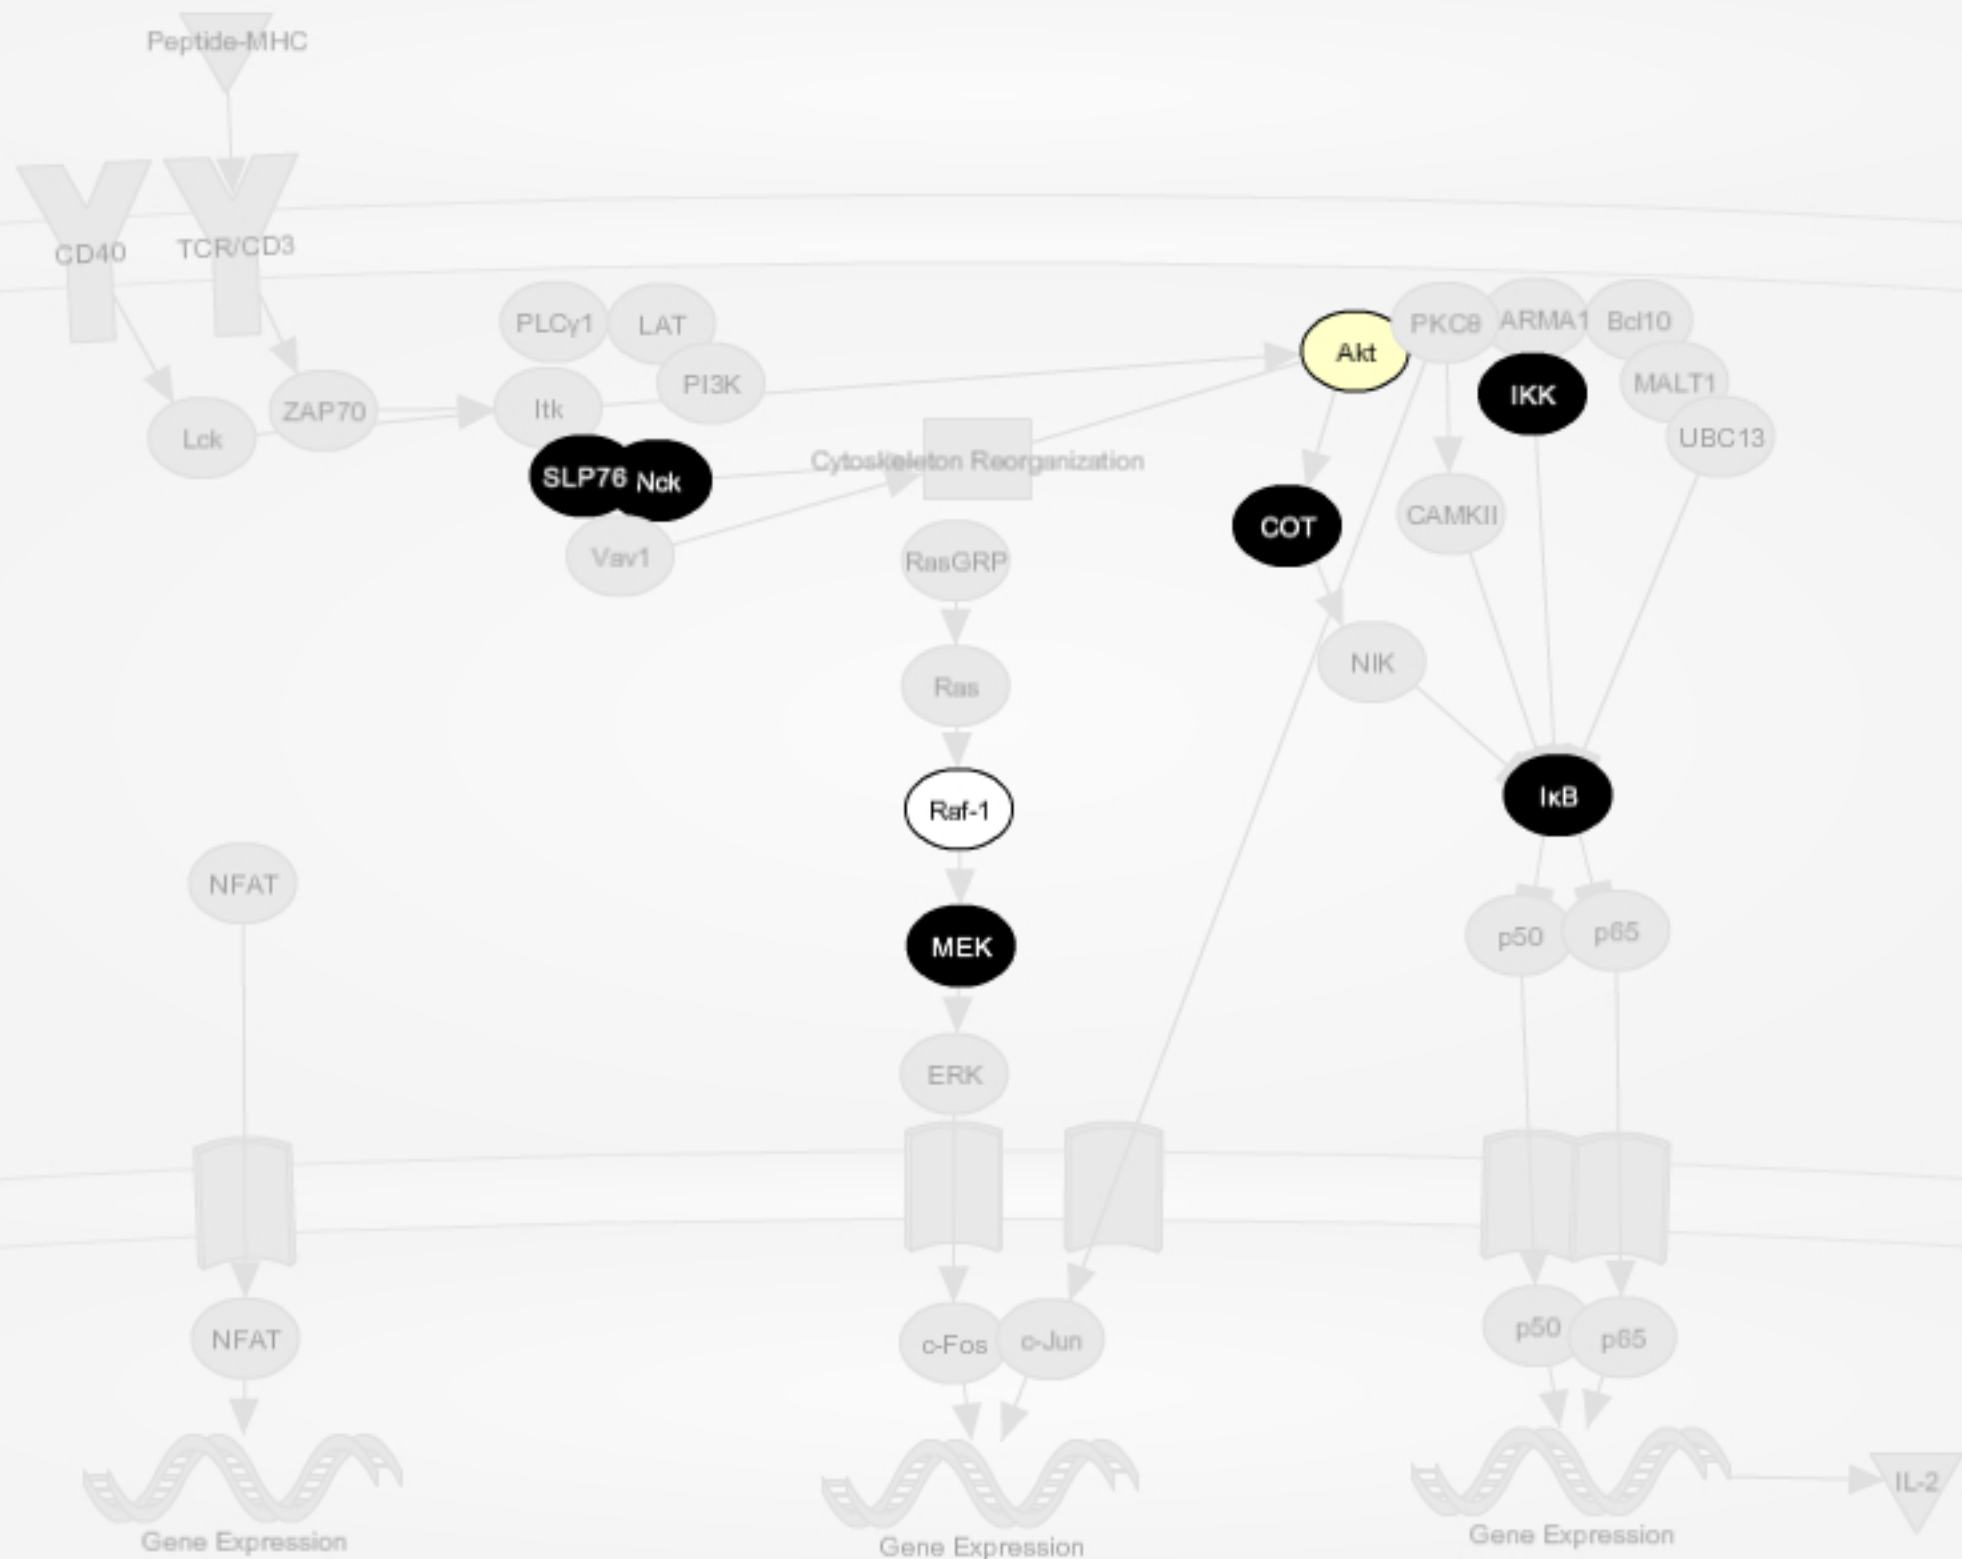 Peptide-MHC
CD40
TCR/CD3
PLCγ1
LAT
PI3K
ZAP70
Itk
Lck
SLP76
Nck
Vav1
Cytoskeleton Reorganization
Akt
PKCθ
ARMA1
Bcl10
IKK
MALT1
UBC13
COT
CAMKII
RasGRP
NIK
Ras
Raf-1
IκB
NFAT
MEK
p50
p65
ERK
NFAT
c-Fos
c-Jun
p50
p65
IL-2
Gene Expression
Gene Expression
Gene Expression